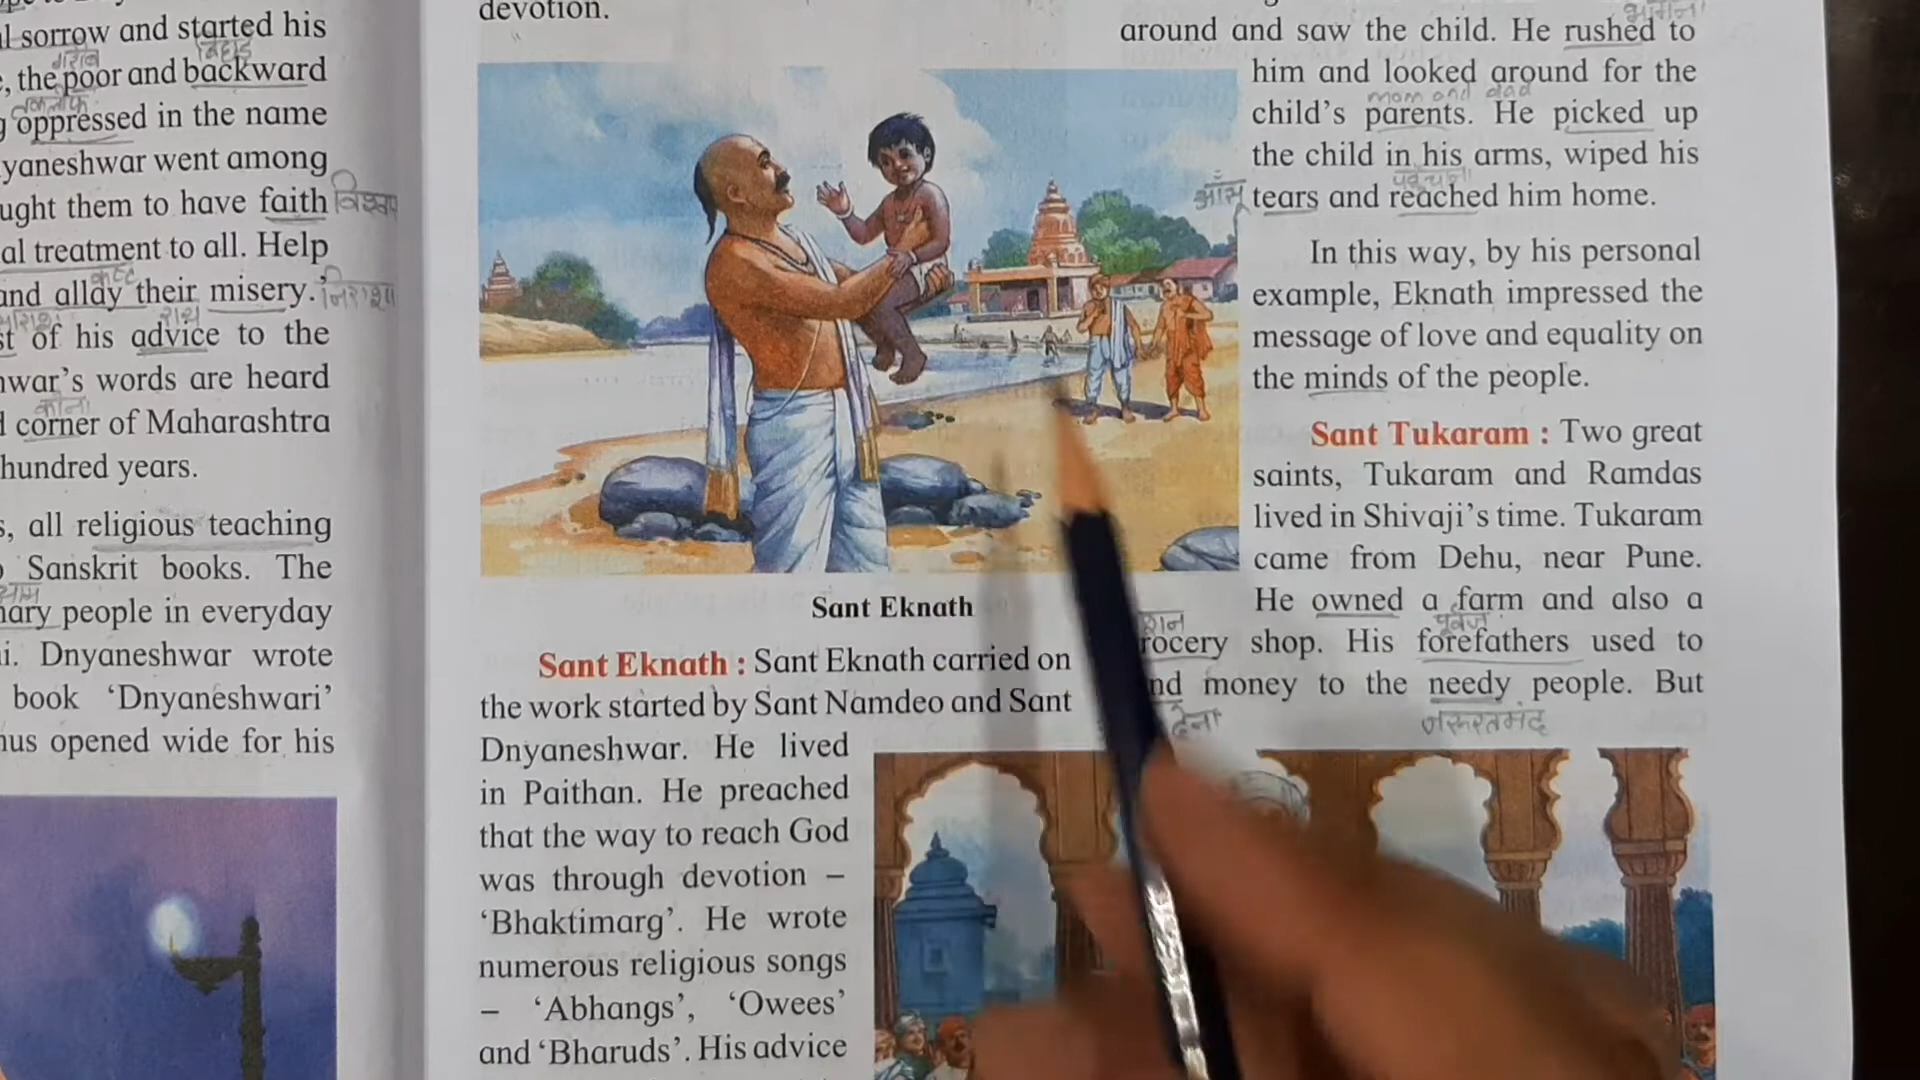 l sorrow and started his
गरीब पिछड़े
, the poor and backward
तकलीफ
oppressed in the name
yaneshwar went among
ught them to have faith विश्वास
al treatment to all. Help
and allay their misery. निराशा
राय
st of his advice to the
war's words are heard
कोना
corner of Maharashtra
hundred years.
s, all religious teaching
Sanskrit books. The
आम
nary people in everyday
i. Dnyaneshwar wrote
book ‘Dnyaneshwari’
nus opened wide for his
devotion.
Sant Eknath
Sant Eknath : Sant Eknath carried on
the work started by Sant Namdeo and Sant
Dnyaneshwar. He lived
in Paithan. He preached
that the way to reach God
was through devotion –
‘Bhaktimarg’. He wrote
numerous religious songs
– ‘Abhangs’, ‘Owees’
and ‘Bharuds’. His advice
भागना
around and saw the child. He rushed to
him and looked around for the
mom and dad
child's parents. He picked up
the child in his arms, wiped his
पहुंचाना
आँसू tears and reached him home.
In this way, by his personal
example, Eknath impressed the
message of love and equality on
the minds of the people.
Sant Tukaram : Two great
saints, Tukaram and Ramdas
lived in Shivaji's time. Tukaram
came from Dehu, near Pune.
He owned a farm and also a
पूर्वज
rocery shop. His forefathers used to
nd money to the needy people. But
देना जरूरतमंद